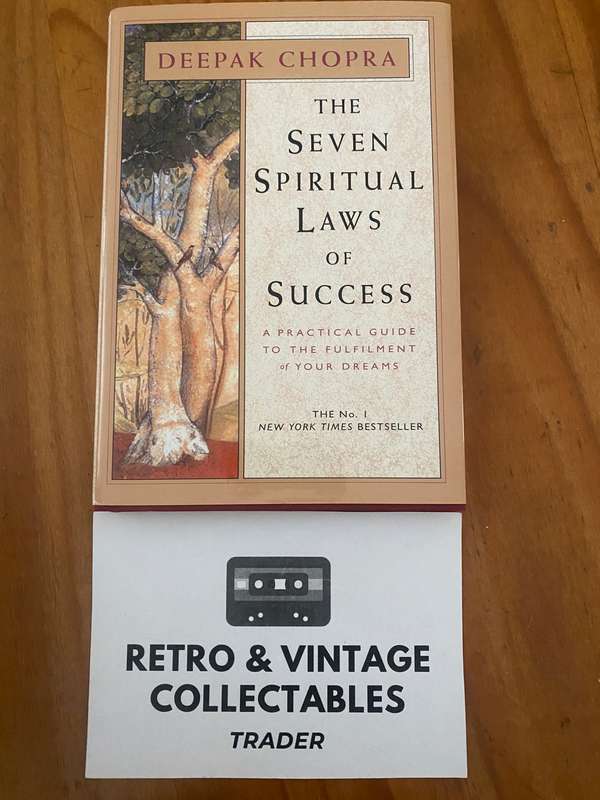 DEEPAK CHOPRA
THE
SEVEN
SPIRITUAL
LAWS
OF
SUCCESS
A PRACTICAL GUIDE
TO THE FULFILMENT
of YOUR DREAMS
THE No. 1
NEW YORK TIMES BESTSELLER
RETRO & VINTAGE
COLLECTABLES
TRADER